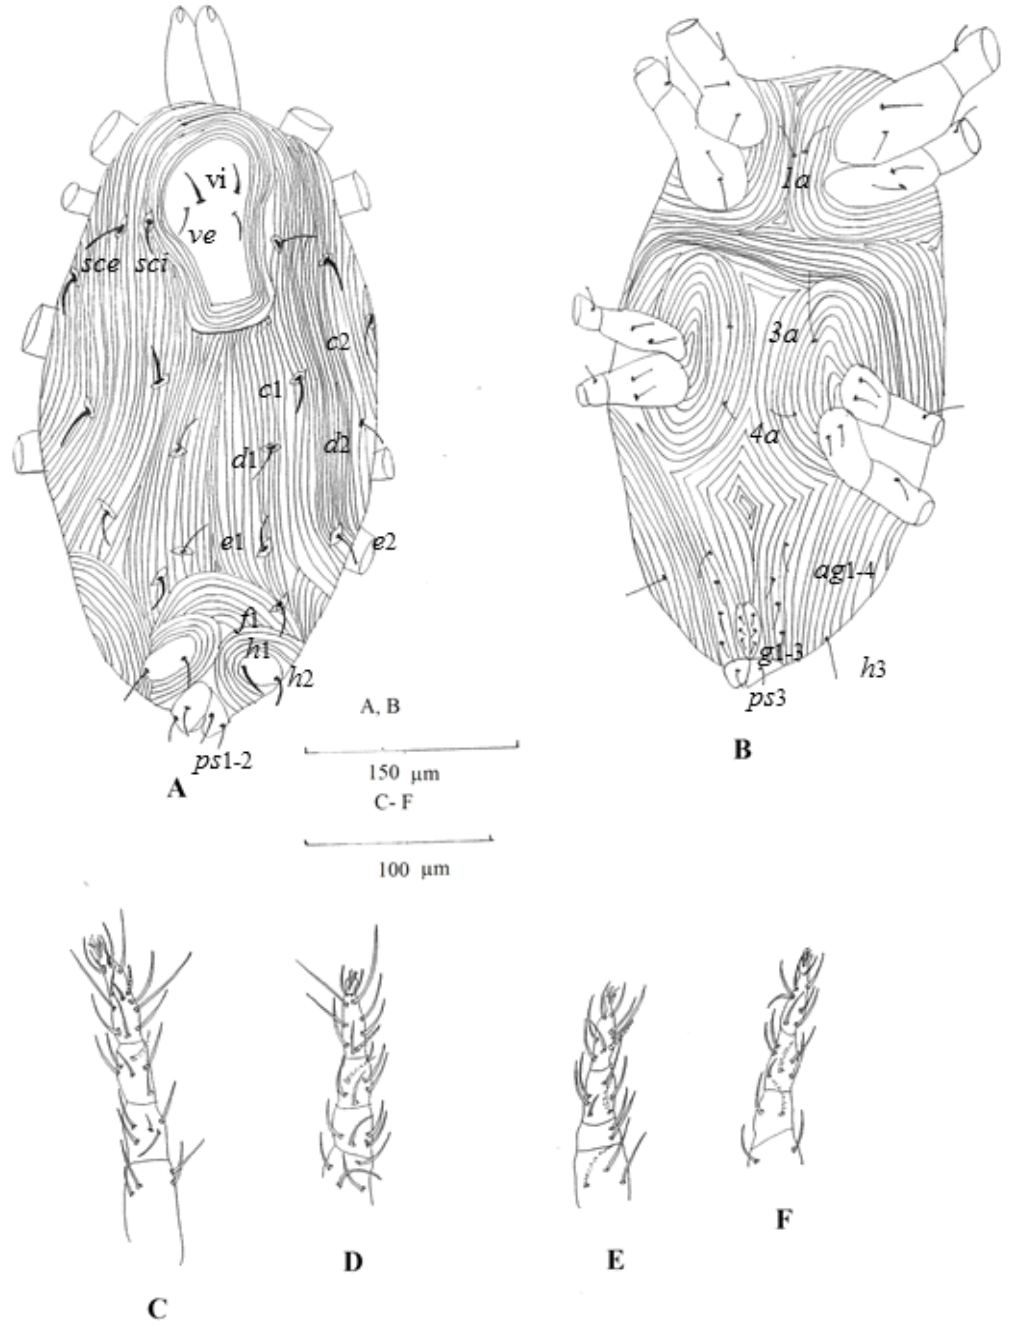 vi
ve
sce sci
c2
c1
d1
d2
e1
e2
f1
h1
h2
ps1-2
A
1a
3a
4a
ag1-4
g1-3
h3
ps3
B
A, B
150 µm
C- F
100 µm
C
D
E
F